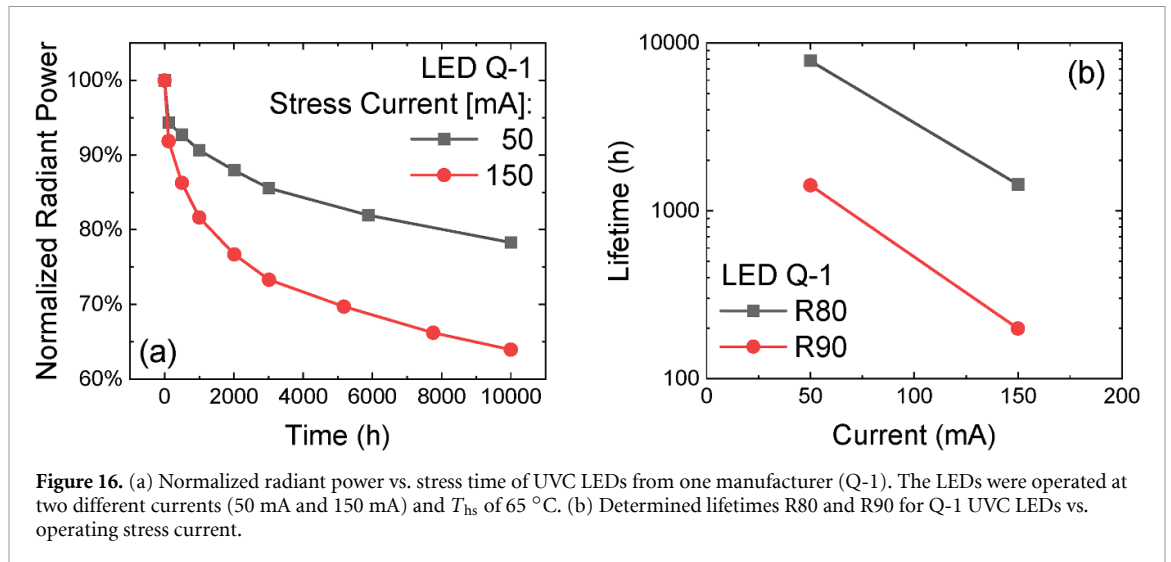 LED Q-1
Stress Current [mA]:
50
150
100%
90%
80%
70%
60%
Normalized Radiant Power
(a)
0 2000 4000 6000 8000 10000
Time (h)
(b)
10000
1000
100
Lifetime (h)
LED Q-1
R80
R90
0 50 100 150 200
Current (mA)
Figure 16. (a) Normalized radiant power vs. stress time of UVC LEDs from one manufacturer (Q-1). The LEDs were operated at
two different currents (50 mA and 150 mA) and Ths of 65 °C. (b) Determined lifetimes R80 and R90 for Q-1 UVC LEDs vs.
operating stress current.